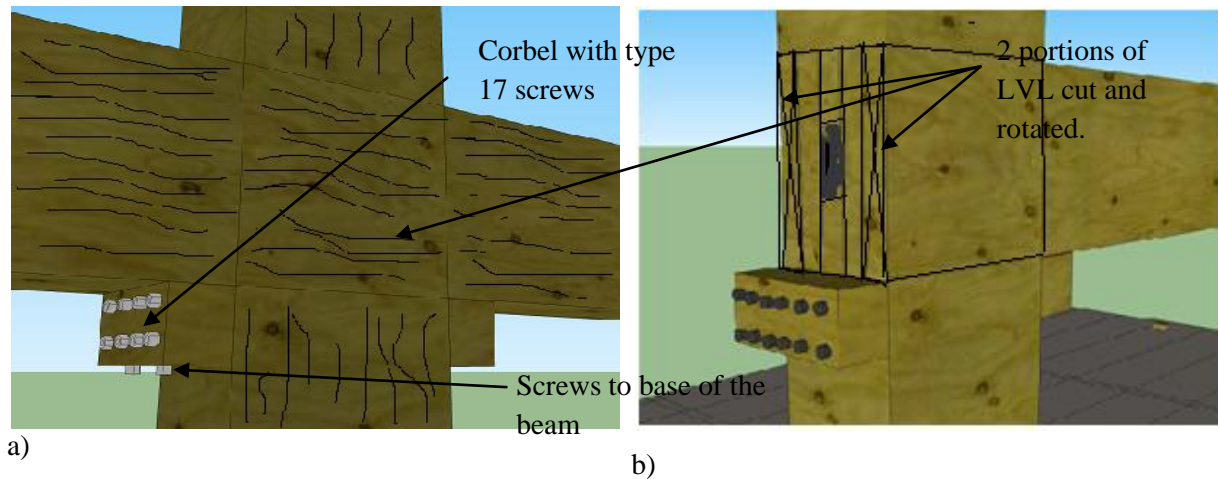 Corbel with type
17 screws
2 portions of
LVL cut and
rotated.
Screws to base of the
beam
a)
b)